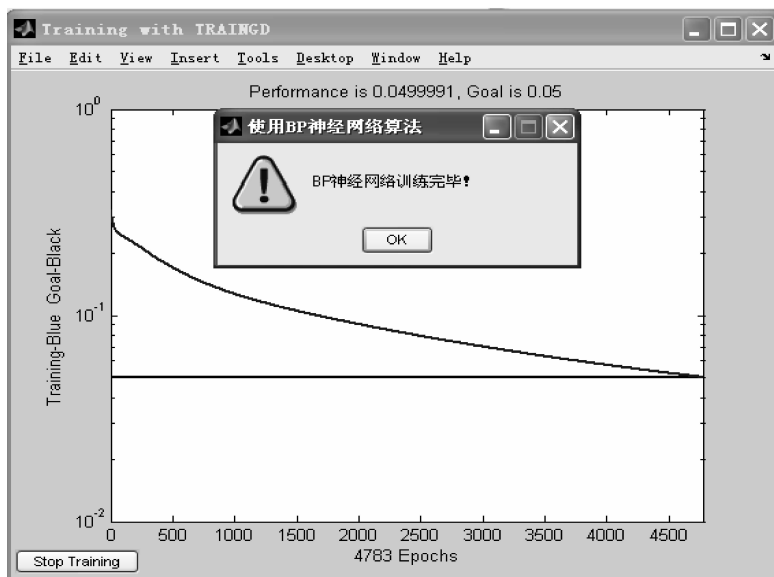 Training with TRAINGD
File Edit View Insert Tools Desktop Window Help
Performance is 0.0499991, Goal is 0.05
使用BP神经网络算法
BP神经网络训练完毕!
OK
Training-Blue Goal-Black
10^0
10^-1
10^-2
0 500 1000 1500 2000 2500 3000 3500 4000 4500
4783 Epochs
Stop Training